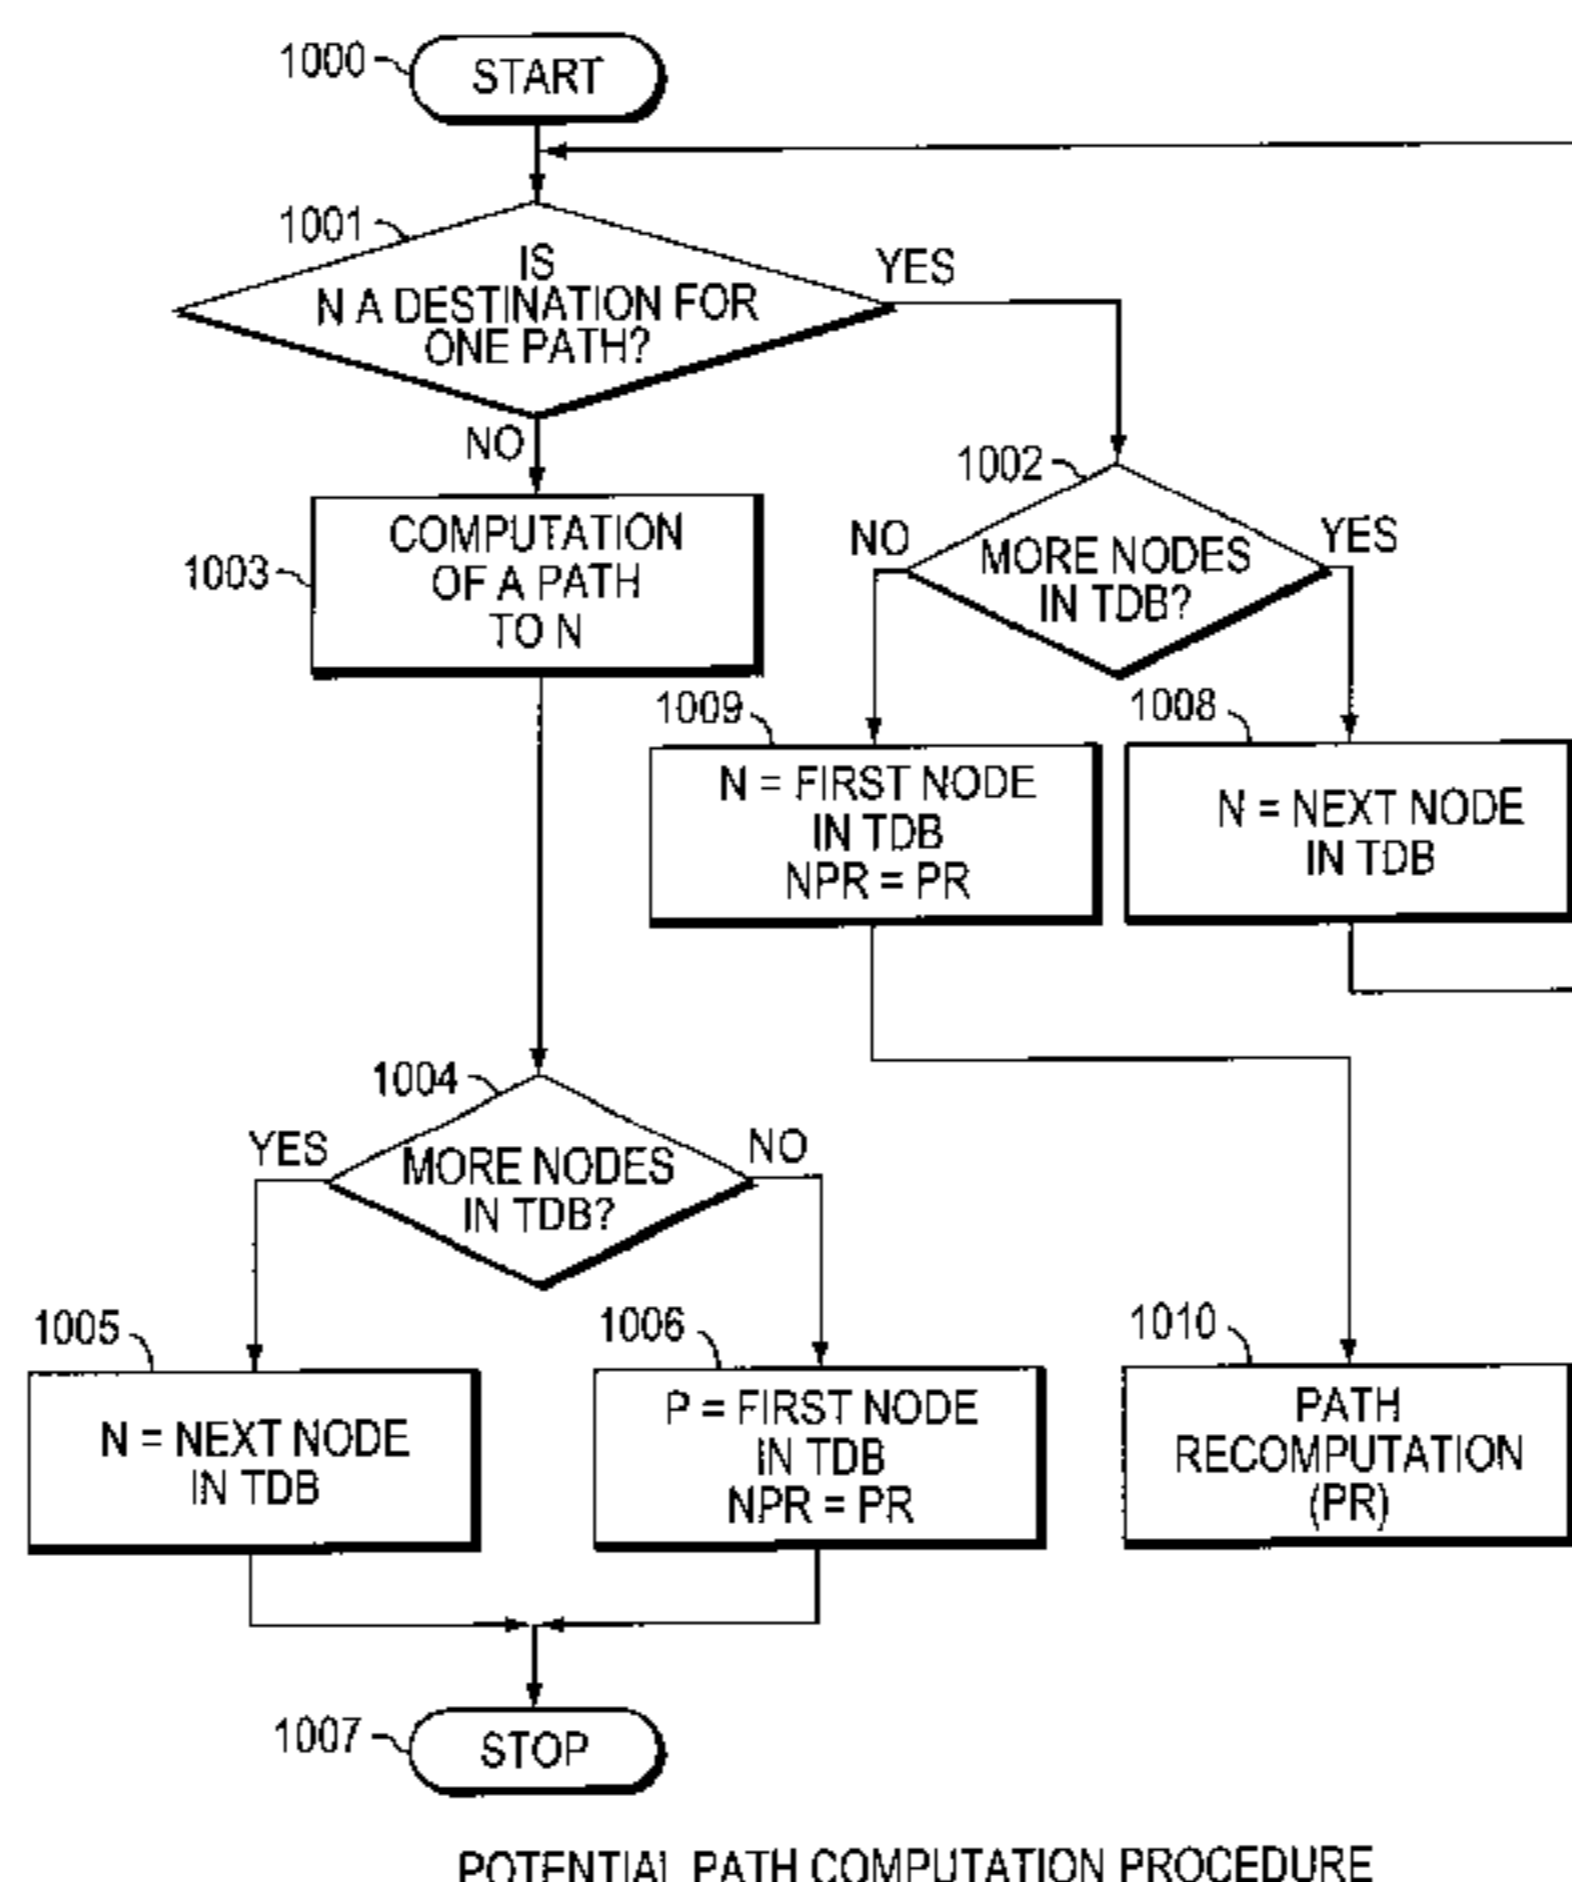 1000
START
1001
IS
N A DESTINATION FOR
ONE PATH?
YES
NO
1002
NO
MORE NODES
IN TDB?
YES
1003
COMPUTATION
OF A PATH
TO N
1009
N = FIRST NODE
IN TDB
NPR = PR
1008
N = NEXT NODE
IN TDB
1004
YES
MORE NODES
IN TDB?
NO
1005
N = NEXT NODE
IN TDB
1006
P = FIRST NODE
IN TDB
NPR = PR
1010
PATH
RECOMPUTATION
(PR)
1007
STOP
POTENTIAL PATH COMPUTATION PROCEDURE